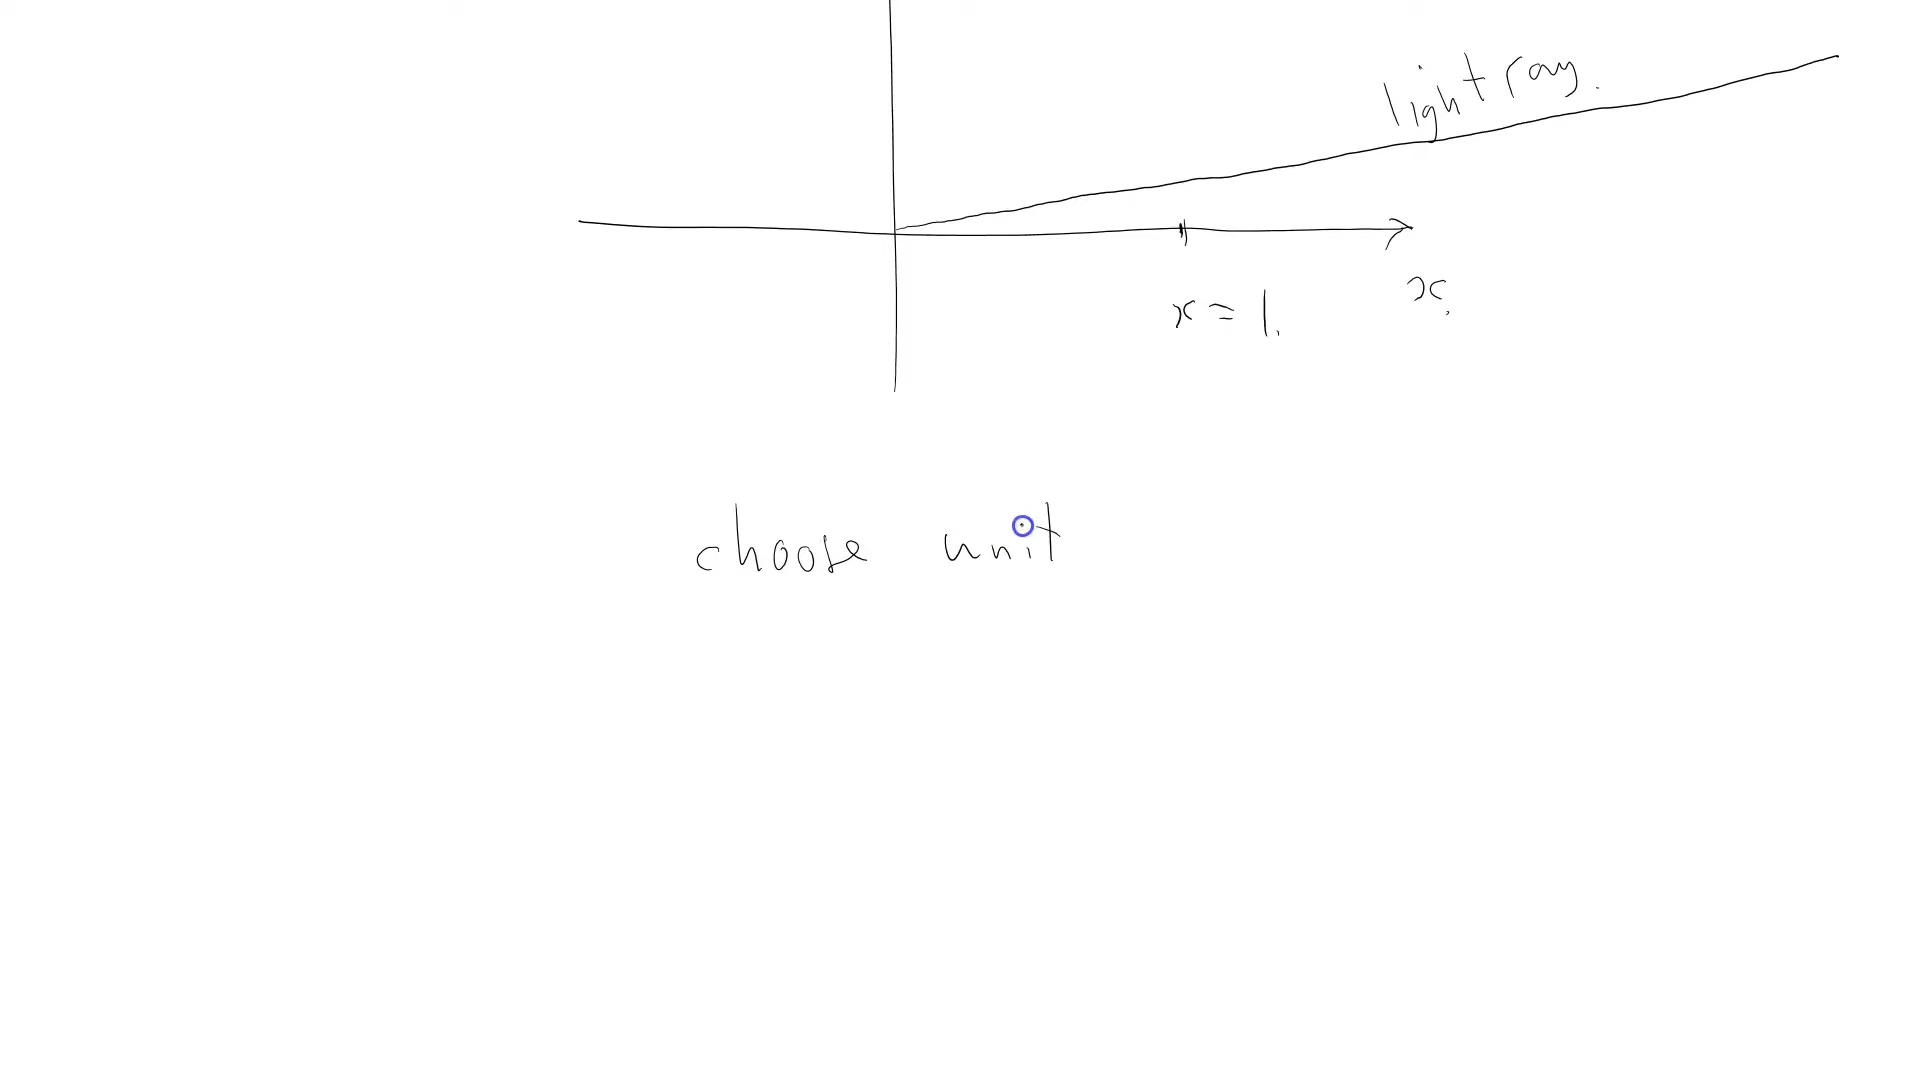 light ray.
x.
x = 1.
choose unit